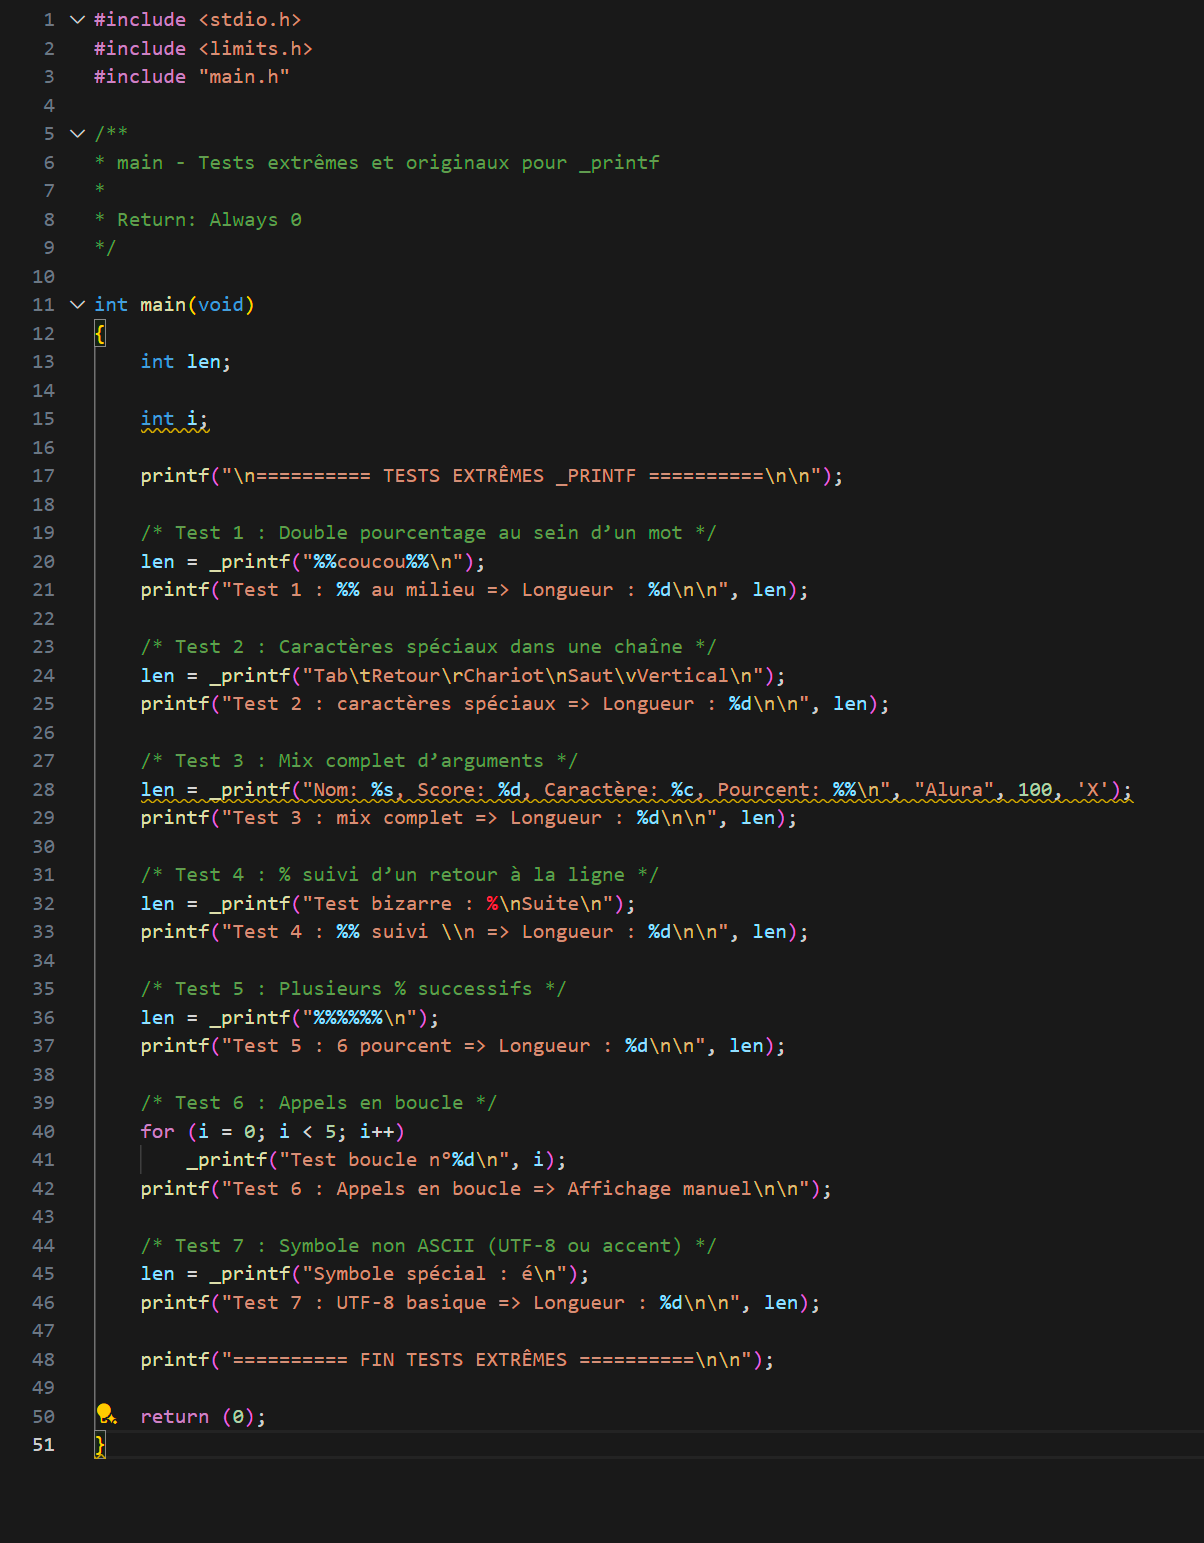 1 #include <stdio.h>
2 #include <limits.h>
3 #include "main.h"
4
5 /**
6 * main - Tests extrêmes et originaux pour _printf
7 *
8 * Return: Always 0
9 */
10
11 int main(void)
12 {
13     int len;
14
15     int i;
16
17     printf("\n========== TESTS EXTRÊMES _PRINTF ==========\n\n");
18
19     /* Test 1 : Double pourcentage au sein d’un mot */
20     len = _printf("%%coucou%%\n");
21     printf("Test 1 : %% au milieu => Longueur : %d\n\n", len);
22
23     /* Test 2 : Caractères spéciaux dans une chaîne */
24     len = _printf("Tab\tRetour\rChariot\nSaut\vVertical\n");
25     printf("Test 2 : caractères spéciaux => Longueur : %d\n\n", len);
26
27     /* Test 3 : Mix complet d’arguments */
28     len = _printf("Nom: %s, Score: %d, Caractère: %c, Pourcent: %%\n", "Alura", 100, 'X');
29     printf("Test 3 : mix complet => Longueur : %d\n\n", len);
30
31     /* Test 4 : % suivi d’un retour à la ligne */
32     len = _printf("Test bizarre : %\nSuite\n");
33     printf("Test 4 : %% suivi \\n => Longueur : %d\n\n", len);
34
35     /* Test 5 : Plusieurs % successifs */
36     len = _printf("%%%%%%\n");
37     printf("Test 5 : 6 pourcent => Longueur : %d\n\n", len);
38
39     /* Test 6 : Appels en boucle */
40     for (i = 0; i < 5; i++)
41         _printf("Test boucle n°%d\n", i);
42     printf("Test 6 : Appels en boucle => Affichage manuel\n\n");
43
44     /* Test 7 : Symbole non ASCII (UTF-8 ou accent) */
45     len = _printf("Symbole spécial : é\n");
46     printf("Test 7 : UTF-8 basique => Longueur : %d\n\n", len);
47
48     printf("========== FIN TESTS EXTRÊMES ==========\n\n");
49
50     return (0);
51 }